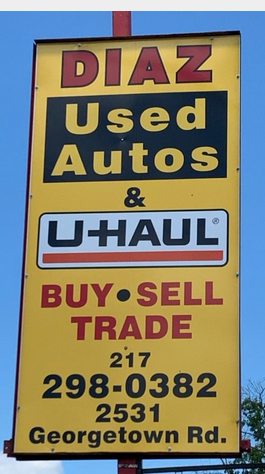 DIAZ
Used
Autos
&
U-HAUL®
BUY • SELL
TRADE
217
298-0382
2531
Georgetown Rd.